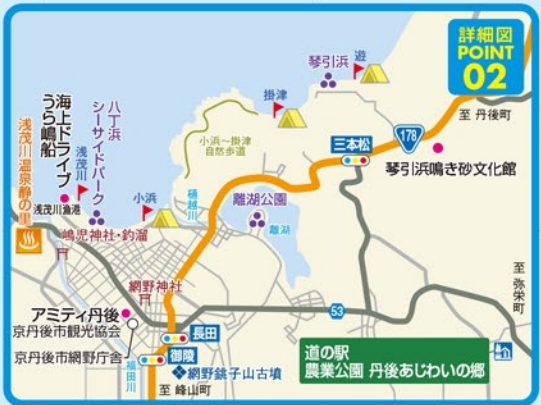 詳細図
POINT
02
琴引浜
遊
掛津
小浜〜掛津
自然歩道
三本松
178
至 丹後町
琴引浜鳴き砂文化館
八丁浜
シーサイドパーク
海上ドライブ
うら嶋船
浅茂川温泉静の里
浅茂川
浅茂川漁港
小浜
樋越川
離湖公園
離湖
嶋児神社・釣溜
網野神社
至 弥栄町
アミティ丹後
京丹後市観光協会
京丹後市網野庁舎
福田川
53
長田
御陵
網野銚子山古墳
至 峰山町
道の駅
農業公園 丹後あじわいの郷